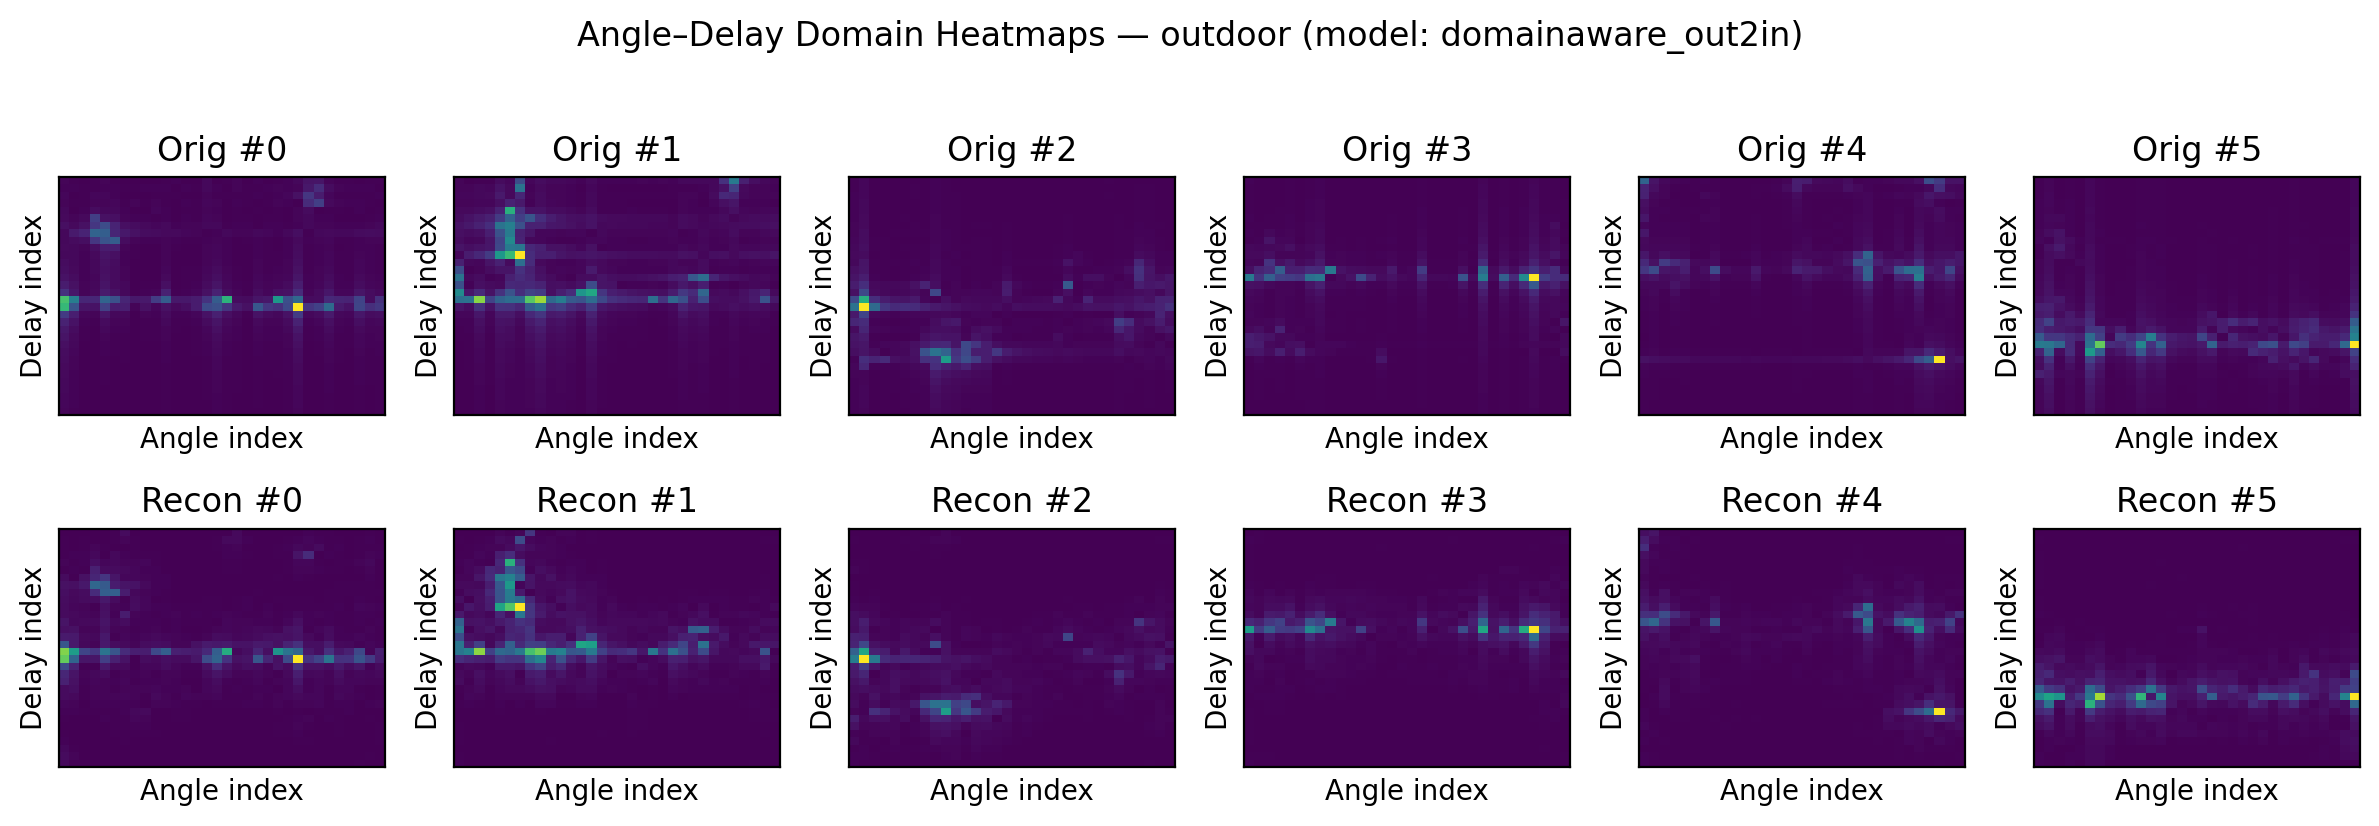 Angle–Delay Domain Heatmaps — outdoor (model: domainaware_out2in)
Orig #0
Orig #1
Orig #2
Orig #3
Orig #4
Orig #5
Delay index
Delay index
Delay index
Delay index
Delay index
Delay index
Angle index
Angle index
Angle index
Angle index
Angle index
Angle index
Recon #0
Recon #1
Recon #2
Recon #3
Recon #4
Recon #5
Delay index
Delay index
Delay index
Delay index
Delay index
Delay index
Angle index
Angle index
Angle index
Angle index
Angle index
Angle index